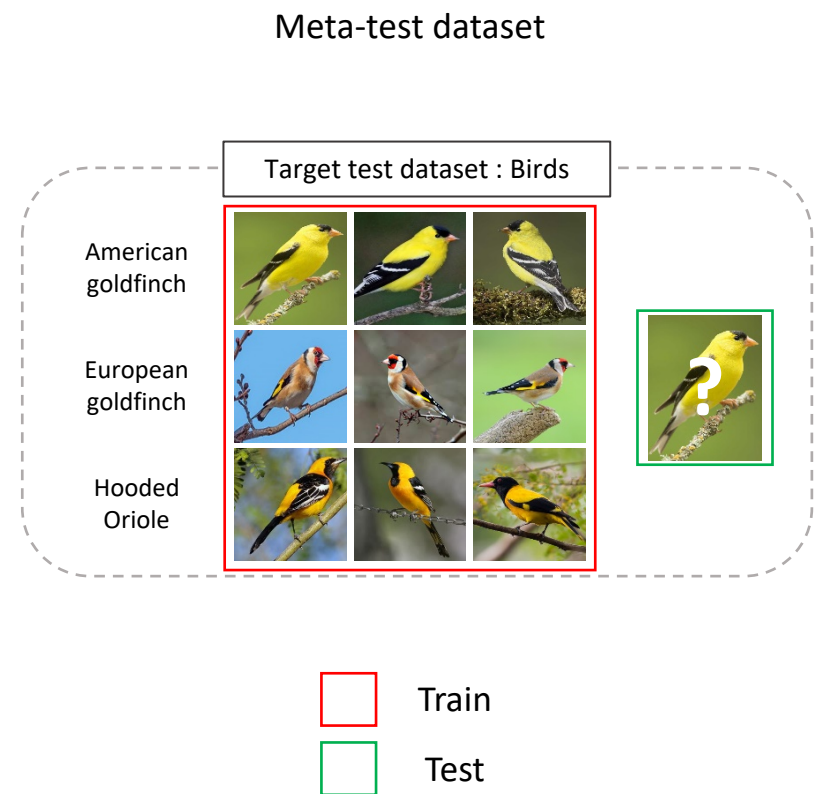 Meta-test dataset
Target test dataset : Birds
American
goldfinch
European
goldfinch
Hooded
Oriole
?
Train
Test